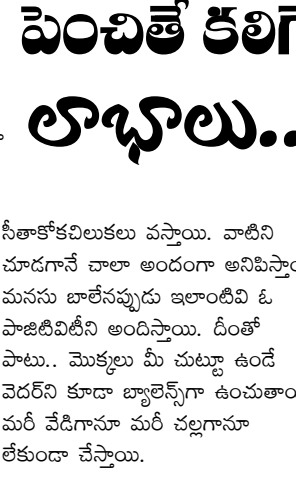 పెంచితే కలిగే
లాభాలు..
సీతాకోకచిలుకలు వస్తాయి. వాటిని
చూడగానే చాలా అందంగా అనిపిస్తా
మనసు బాలేనప్పుడు ఇలాంటివి ఓ
పాజిటివిటీని అందిస్తాయి. దీంతో
పాటు.. మొక్కలు మీ చుట్టూ ఉండే
వెదర్‌ని కూడా బ్యాలెన్స్‌గా ఉంచుతా
మరీ వేడిగానూ మరీ చల్లగానూ
లేకుండా చేస్తాయి.